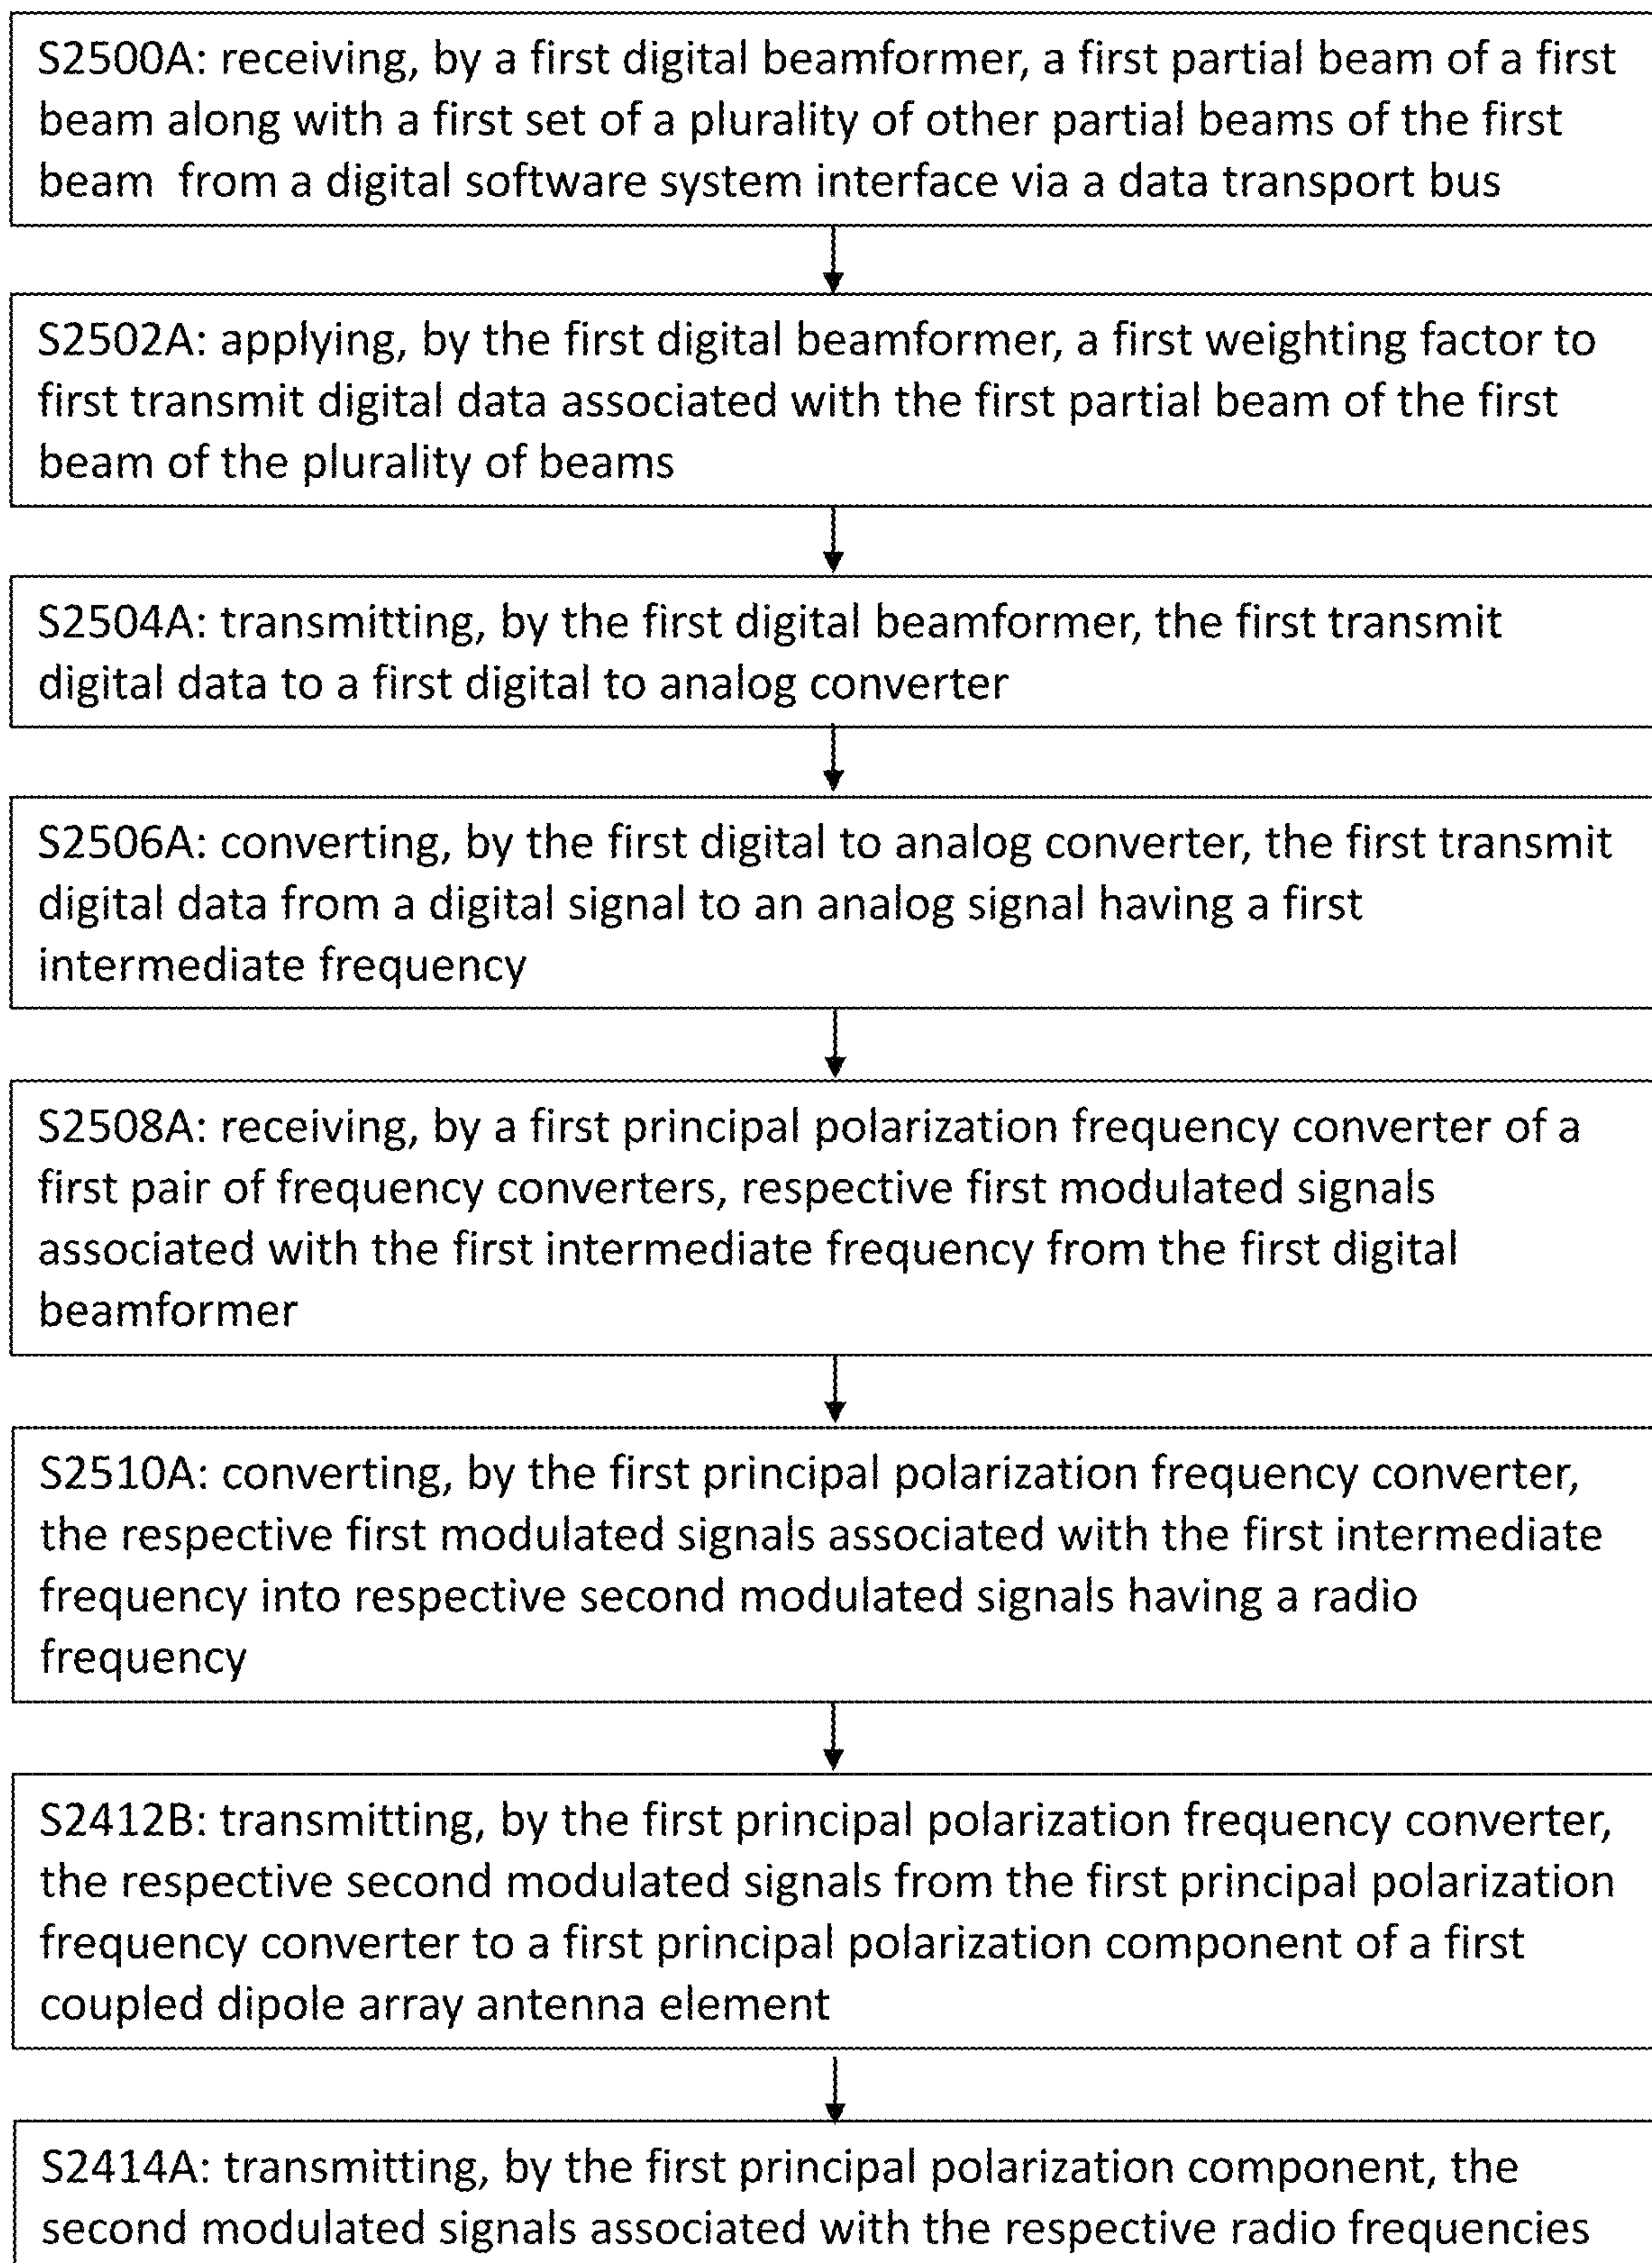 S2500A: receiving, by a first digital beamformer, a first partial beam of a first
beam along with a first set of a plurality of other partial beams of the first
beam  from a digital software system interface via a data transport bus
S2502A: applying, by the first digital beamformer, a first weighting factor to
first transmit digital data associated with the first partial beam of the first
beam of the plurality of beams
S2504A: transmitting, by the first digital beamformer, the first transmit
digital data to a first digital to analog converter
S2506A: converting, by the first digital to analog converter, the first transmit
digital data from a digital signal to an analog signal having a first
intermediate frequency
S2508A: receiving, by a first principal polarization frequency converter of a
first pair of frequency converters, respective first modulated signals
associated with the first intermediate frequency from the first digital
beamformer
S2510A: converting, by the first principal polarization frequency converter,
the respective first modulated signals associated with the first intermediate
frequency into respective second modulated signals having a radio
frequency
S2412B: transmitting, by the first principal polarization frequency converter,
the respective second modulated signals from the first principal polarization
frequency converter to a first principal polarization component of a first
coupled dipole array antenna element
S2414A: transmitting, by the first principal polarization component, the
second modulated signals associated with the respective radio frequencies